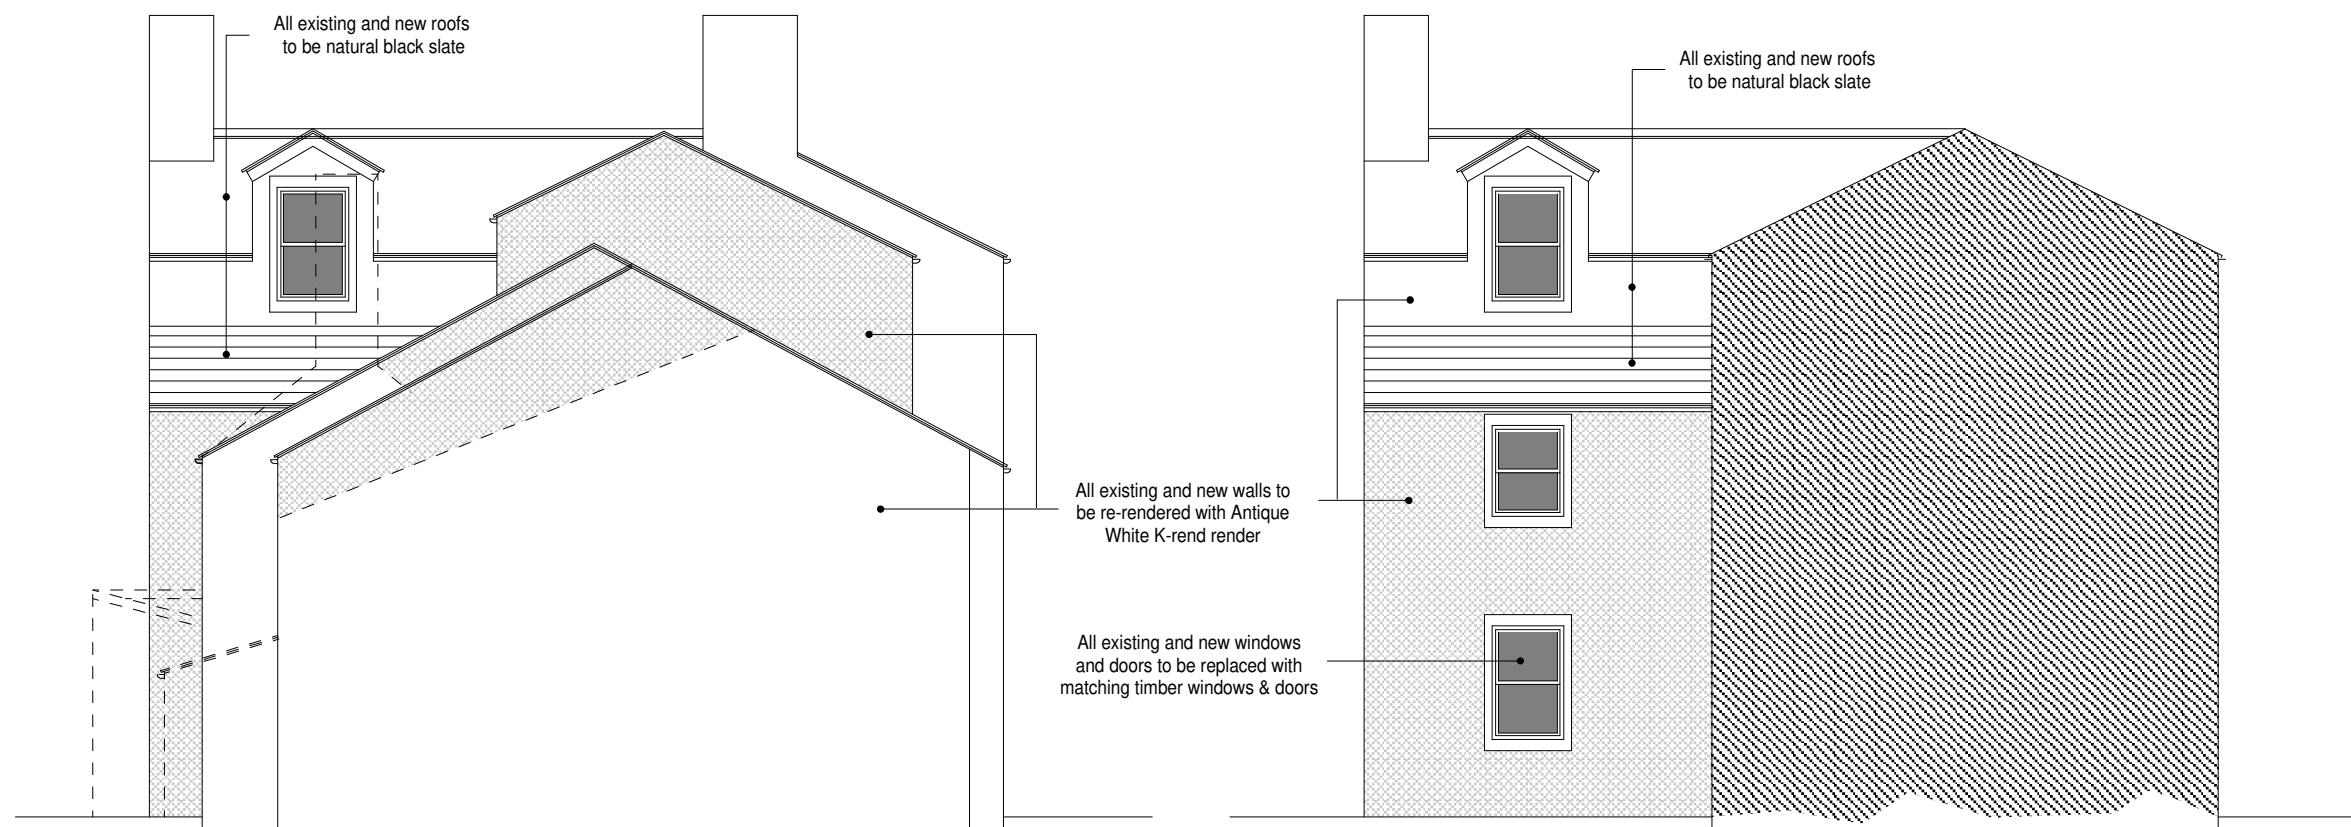 All existing and new roofs
to be natural black slate
All existing and new roofs
to be natural black slate
All existing and new walls to
be re-rendered with Antique
White K-rend render
All existing and new windows
and doors to be replaced with
matching timber windows & doors